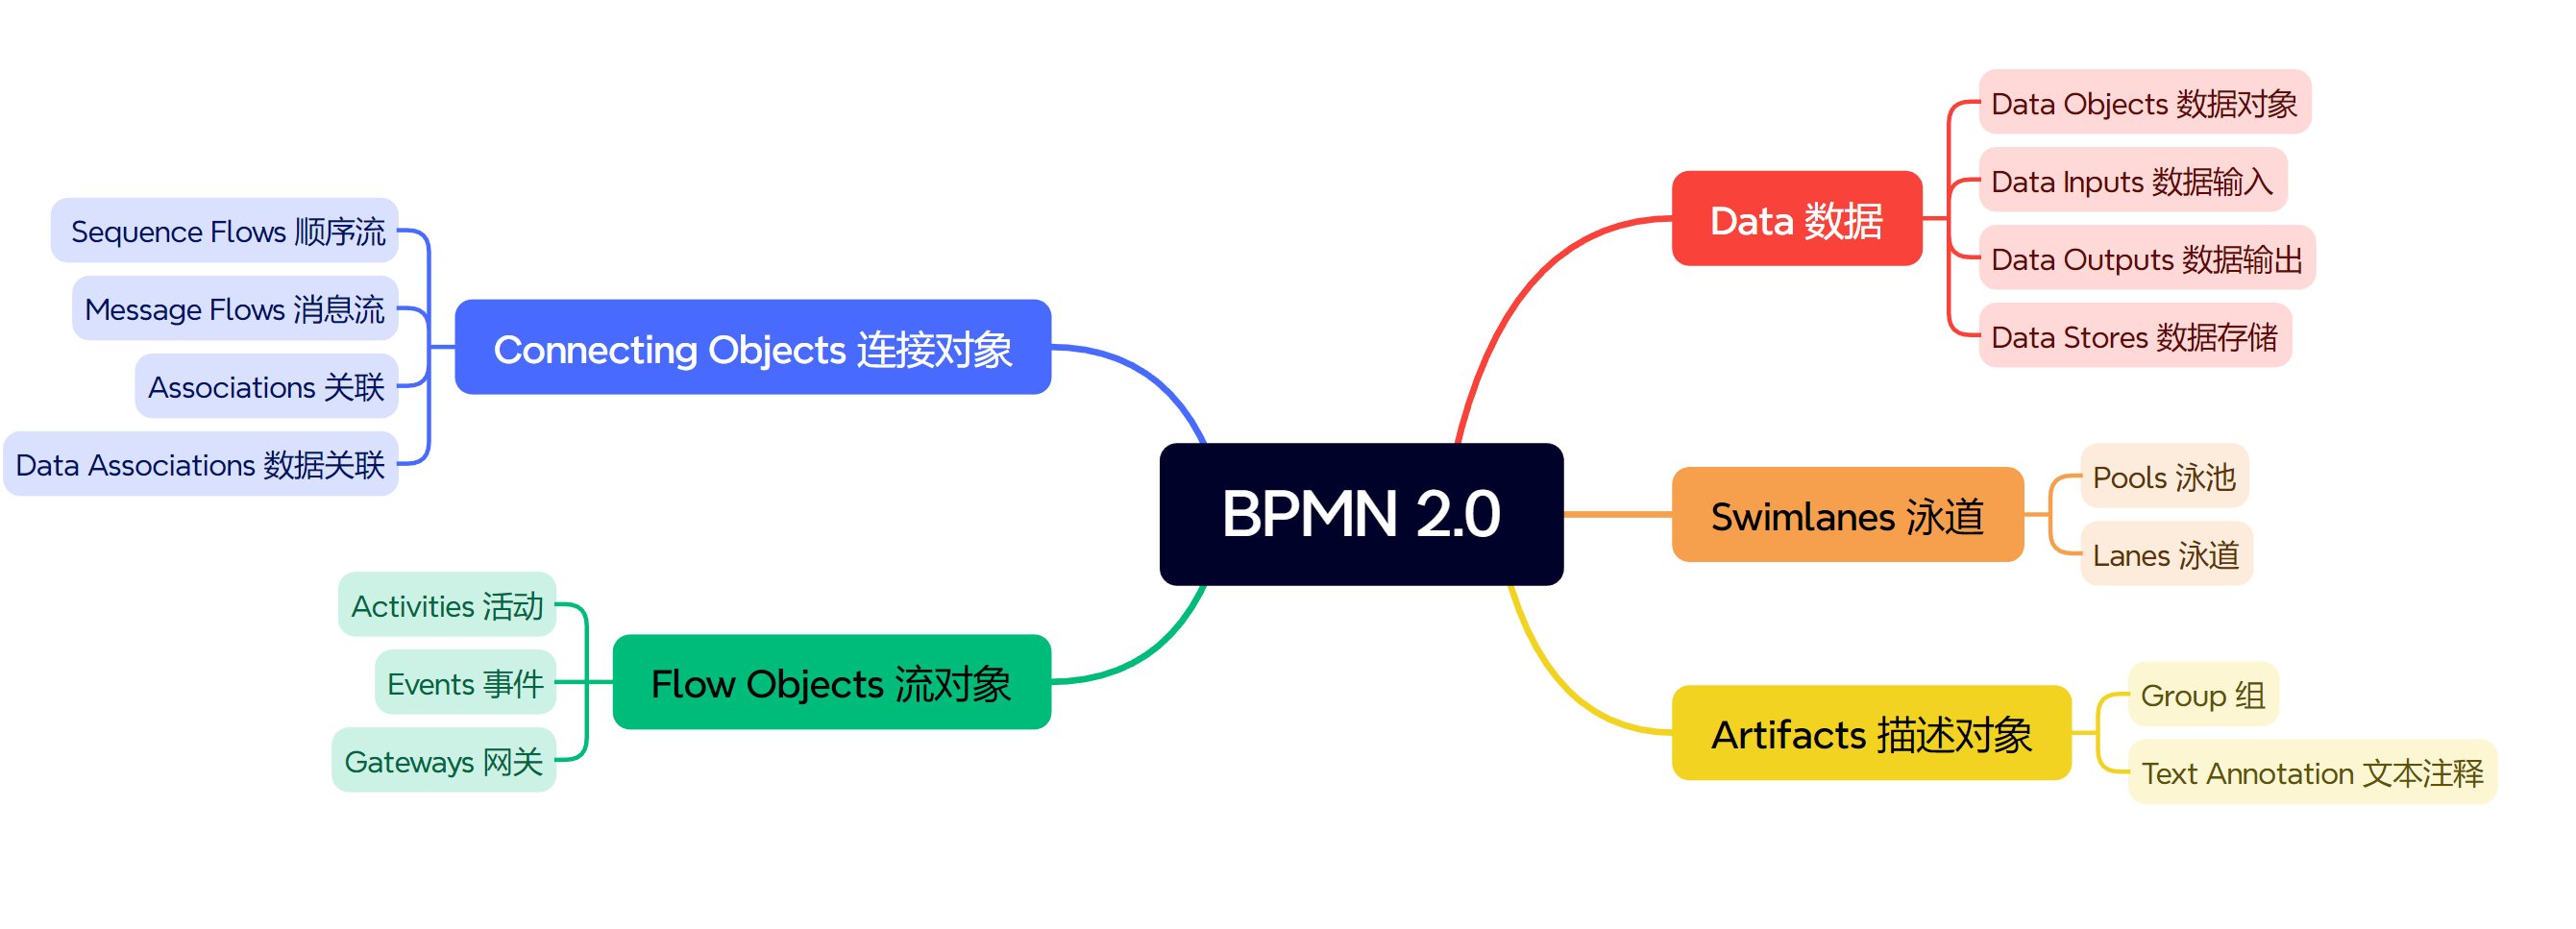 BPMN 2.0
Connecting Objects 连接对象
Sequence Flows 顺序流
Message Flows 消息流
Associations 关联
Data Associations 数据关联
Flow Objects 流对象
Activities 活动
Events 事件
Gateways 网关
Data 数据
Data Objects 数据对象
Data Inputs 数据输入
Data Outputs 数据输出
Data Stores 数据存储
Swimlanes 泳道
Pools 泳池
Lanes 泳道
Artifacts 描述对象
Group 组
Text Annotation 文本注释